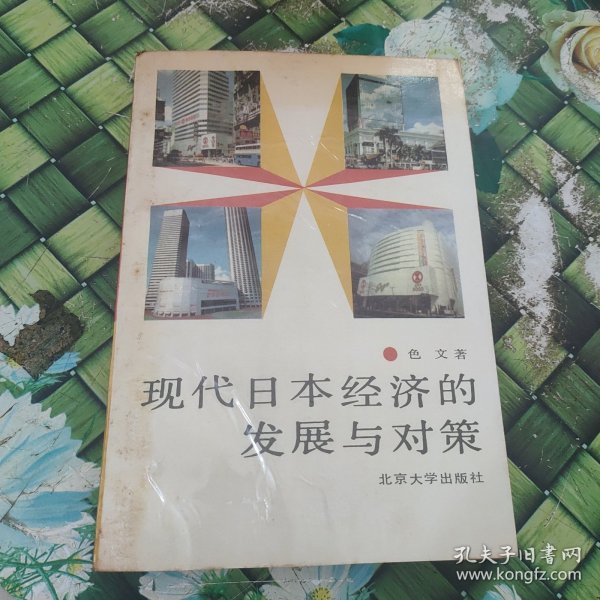 色 文 著
现代日本经济的
发展与对策
北京大学出版社
孔夫子旧書网
www.kongfz.com